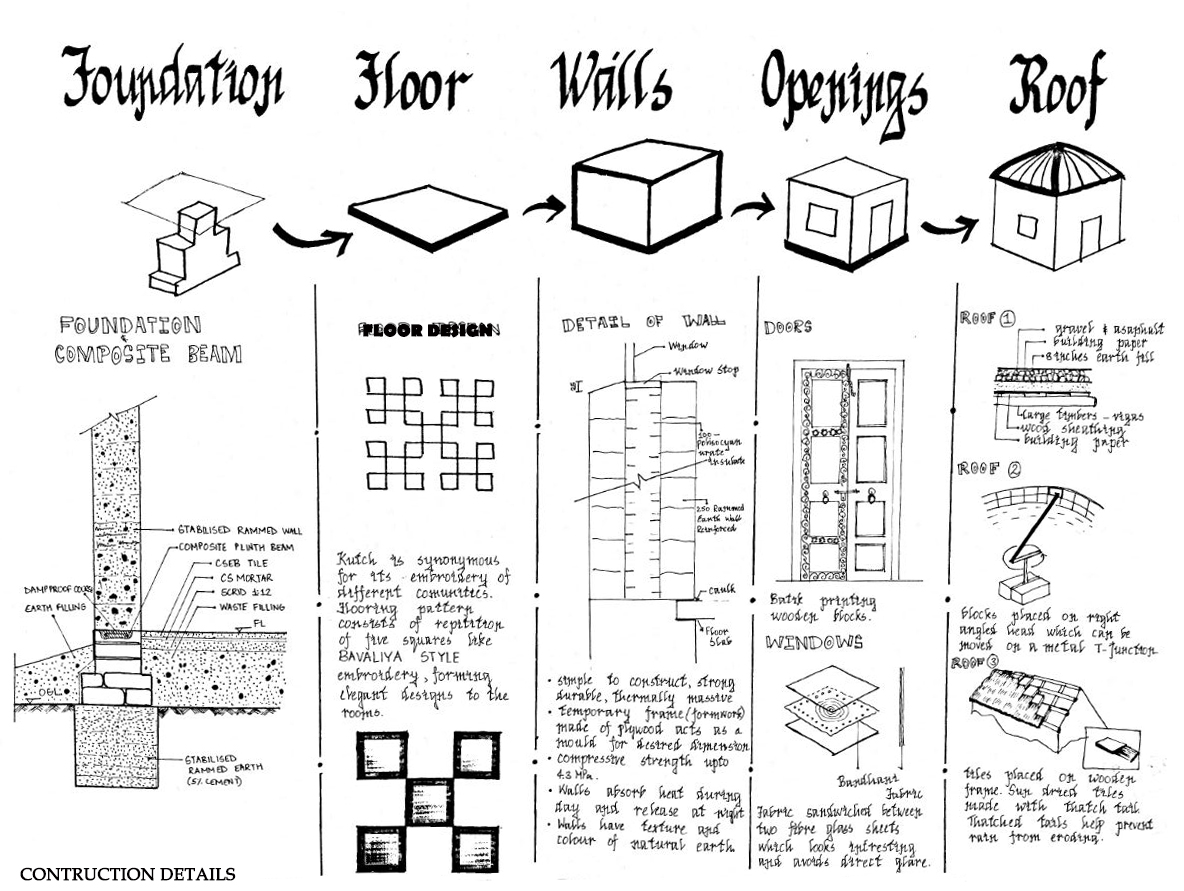 Foundation
Floor
Walls
Openings
Roof
FOUNDATION
&
COMPOSITE BEAM
STABILISED RAMMED WALL
COMPOSITE PLINTH BEAM
CSEB TILE
CS MORTAR
SCRID 1:12
WASTE FILLING
FL
DAMPPROOF COURSE
EARTH FILLING
OGL
STABILISED
RAMMED EARTH
(5% CEMENT)
FLOOR DESIGN
Kutch is synonymous
for its embroidery of
different comunities.
Flooring pattern
consists of reptition
of five squares like
BAVALIYA STYLE
embroidery, forming
elegant designs to the
rooms.
DETAIL OF WALL
Window
Window Stop
100 -
insulate
250 Rammed
Earth Wall
Reinforced
Caulk
Floor
Slab
• Simple to construct, strong
durable, thermally massive
• Temporary frame (formwork)
made of plywood acts as a
mould for desired dimension
• Compressive strength upto
4.3 MPa.
• Walls absorb heat during
day and release at night
• Walls have texture and
colour of natural earth
DOORS
Batik printing
wooden blocks.
WINDOWS
Bandhani
Fabric
Fabric sandwiched between
two fibre glass sheets
which looks intresting
and avoids direct glare.
ROOF 1
gravel & asaphult
building paper
8 inches earth fill
Large timbers - vigas
wood sheathing
building paper
ROOF 2
Blocks placed on right
angled head which can be
moved on a metal T-Junction
ROOF 3
Tiles placed on wooden
frame. Sun dried tiles
made with thatch tail.
Thatched tails help prevent
rain from eroding.
CONTRUCTION DETAILS